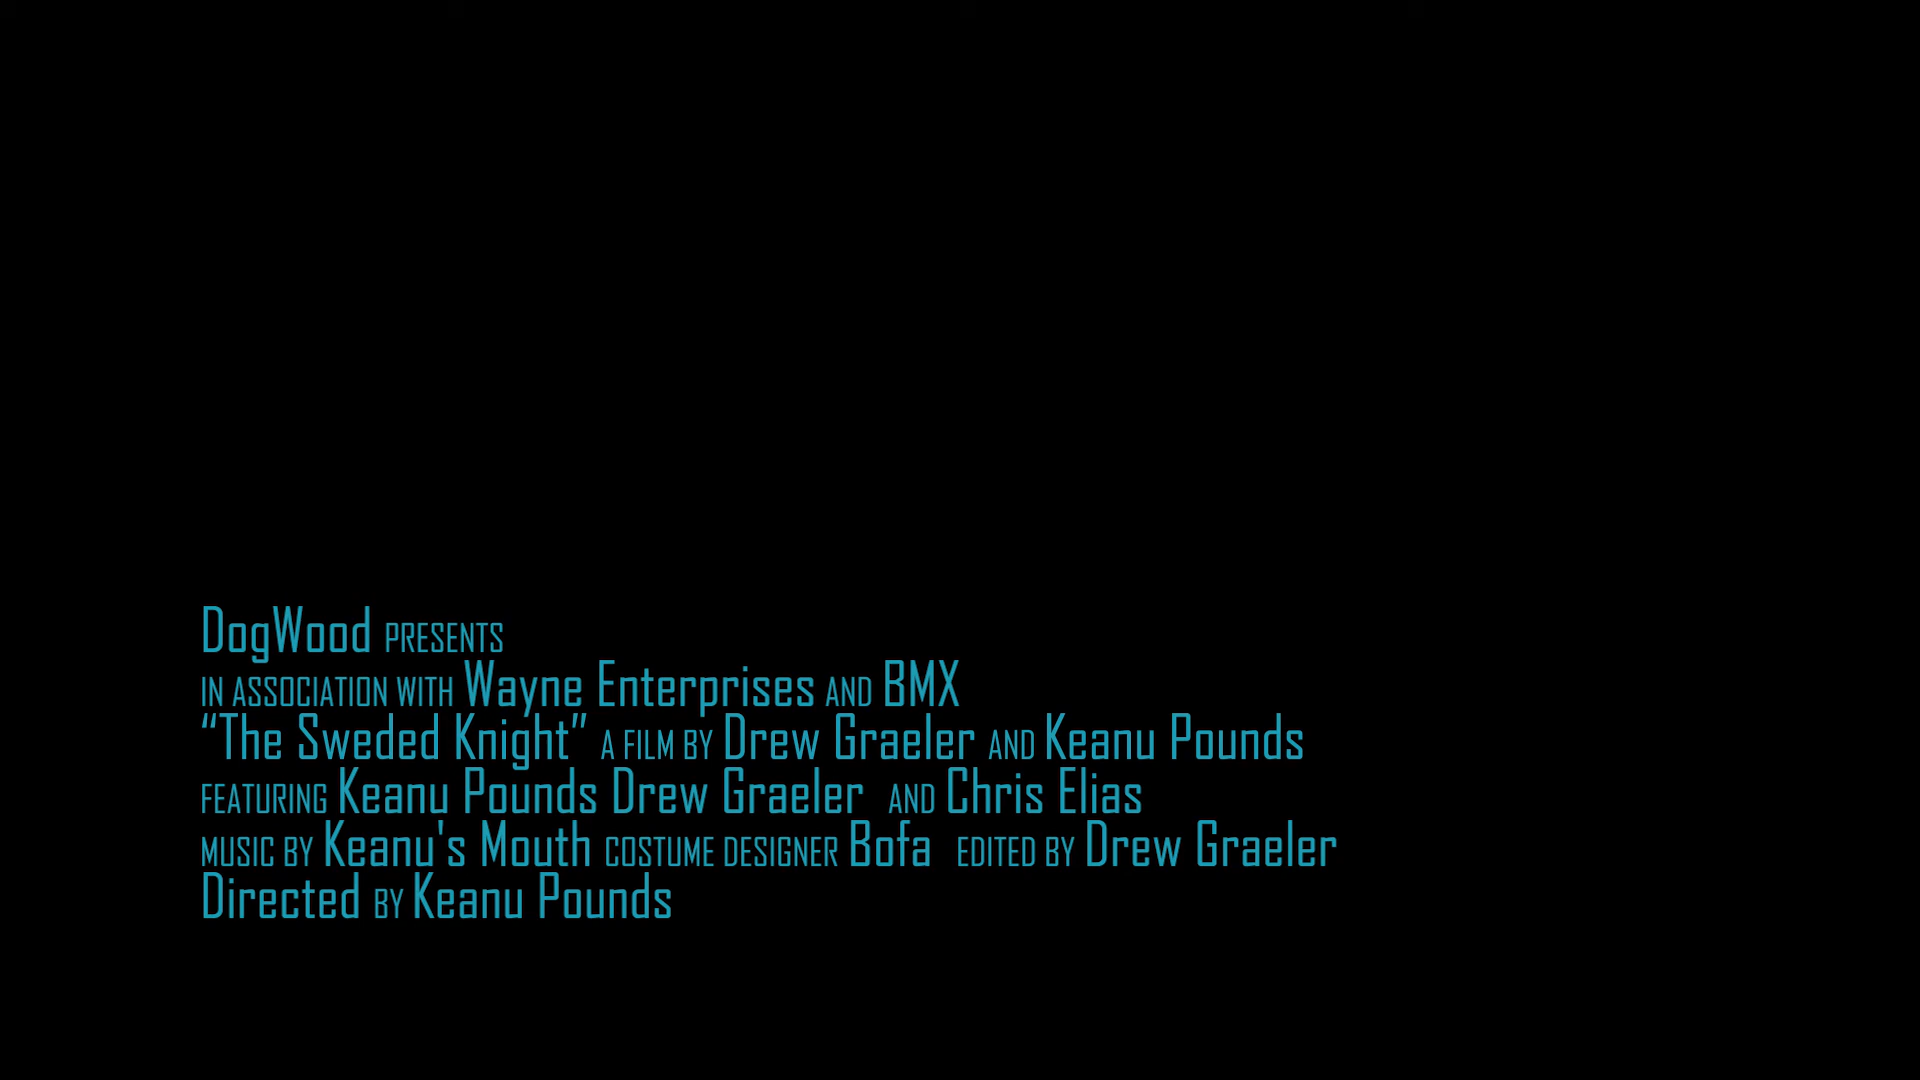 DogWood PRESENTS
IN ASSOCIATION WITH Wayne Enterprises AND BMX
“The Sweded Knight” A FILM BY Drew Graeler AND Keanu Pounds
FEATURING Keanu Pounds Drew Graeler AND Chris Elias
MUSIC BY Keanu's Mouth COSTUME DESIGNER Bofa EDITED BY Drew Graeler
Directed BY Keanu Pounds